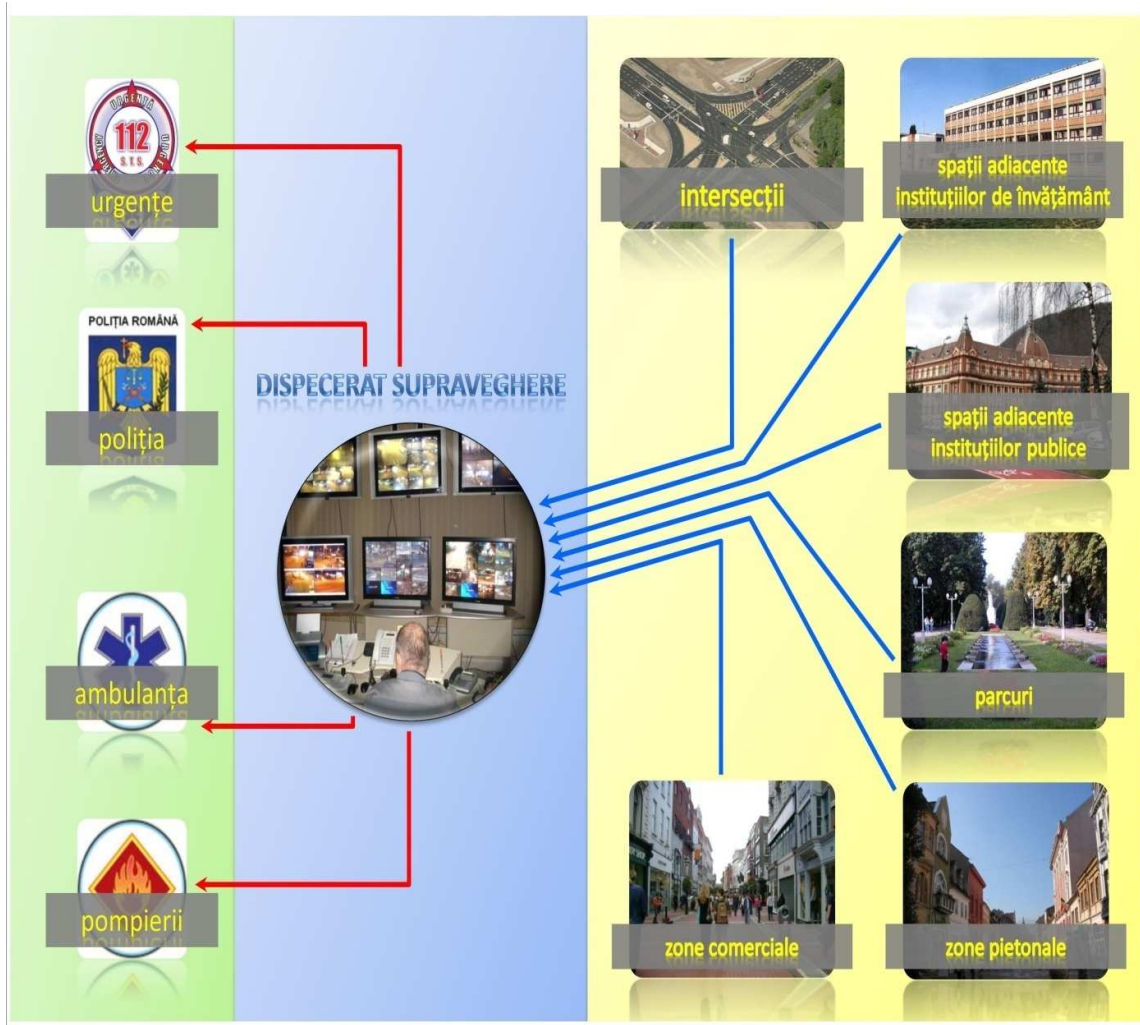 URGENȚA
112
S.T.S.
urgențe
POLIȚIA ROMÂNĂ
poliția
ambulanța
pompierii
DISPECERAT SUPRAVEGHERE
intersecții
spații adiacente
instituțiilor de învățământ
spații adiacente
instituțiilor publice
parcuri
zone comerciale
zone pietonale